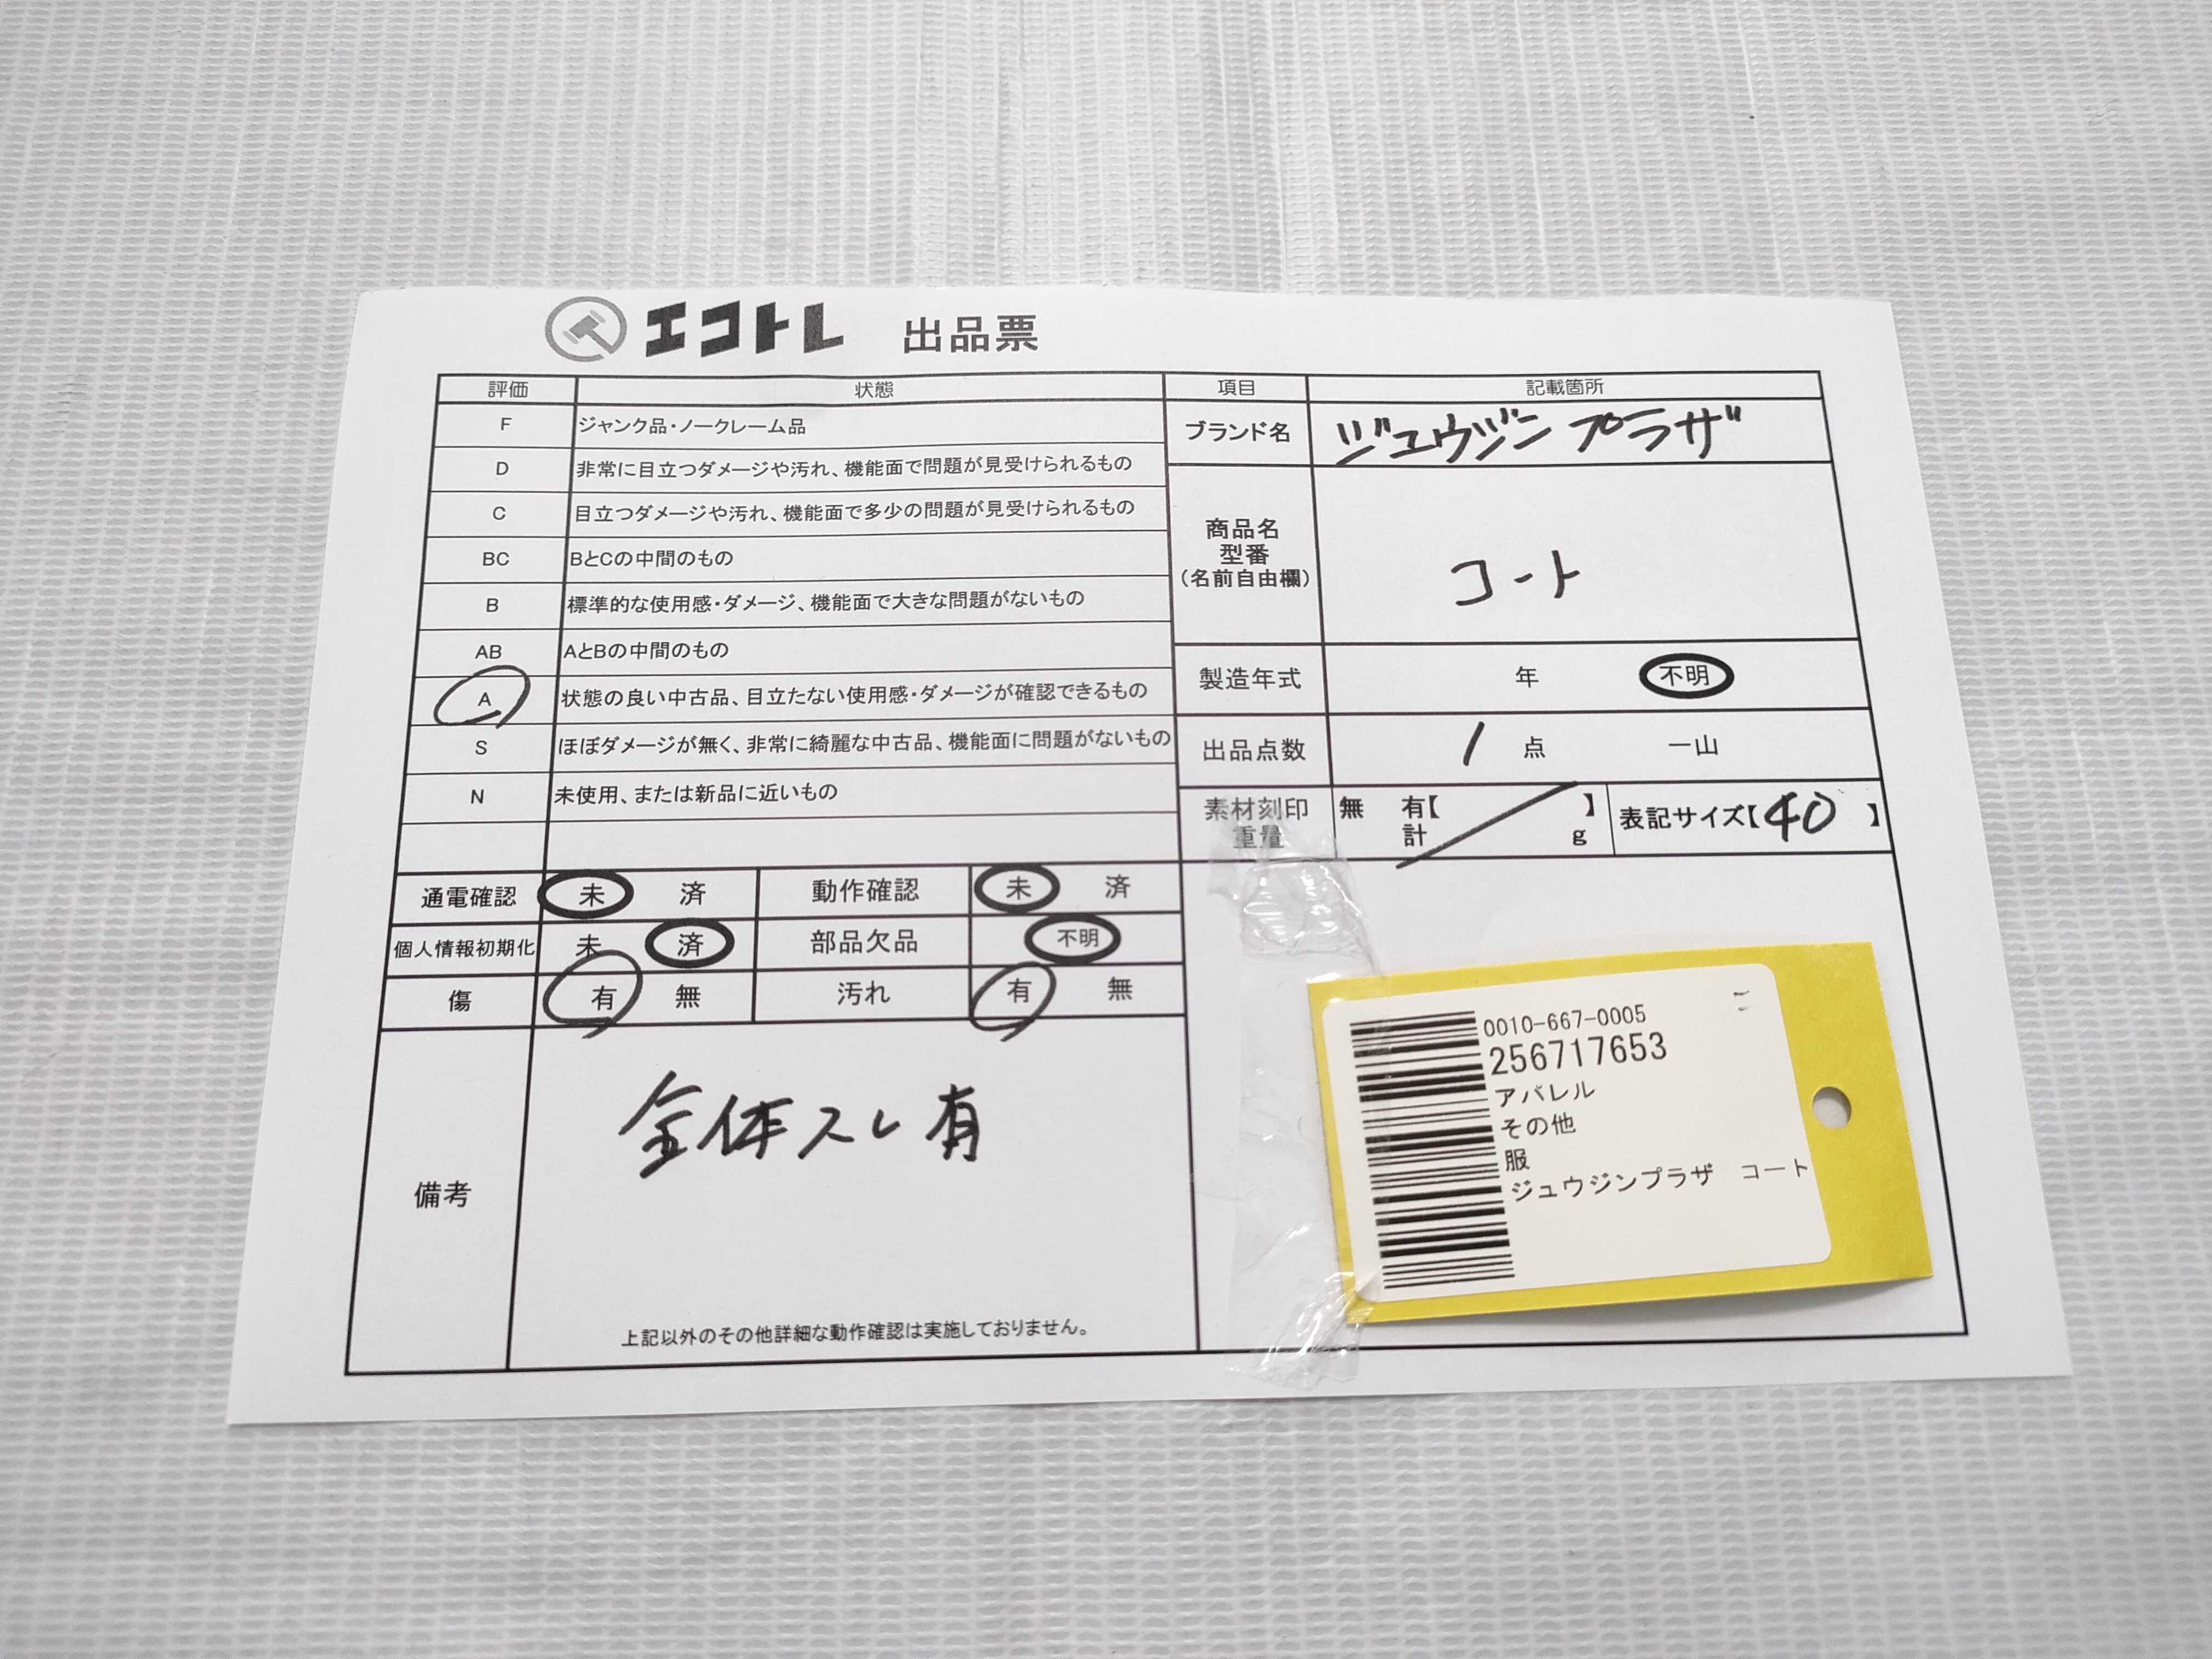 エコトレ 出品票
評価 状態
F ジャンク品・ノークレーム品
D 非常に目立つダメージや汚れ、機能面で問題が見受けられるもの
C 目立つダメージや汚れ、機能面で多少の問題が見受けられるもの
BC BとCの中間のもの
B 標準的な使用感・ダメージ、機能面で大きな問題がないもの
AB AとBの中間のもの
A 状態の良い中古品、目立たない使用感・ダメージが確認できるもの
S ほぼダメージが無く、非常に綺麗な中古品、機能面に問題がないもの
N 未使用、または新品に近いもの
項目 記載箇所
ブランド名 ジュウジンプラザ
商品名
型番
(名前自由欄)
コート
製造年式 年 不明
出品点数 1 点 一山
素材刻印 無 有【 】
重量 計 g
表記サイズ【40】
通電確認 未 済 動作確認 未 済
個人情報初期化 未 済 部品欠品 不明
傷 有 無 汚れ 有 無
備考
全体スレ有
上記以外のその他詳細な動作確認は実施しておりません。
0010-667-0005
256717653
アパレル
その他
服
ジュウジンプラザ コート